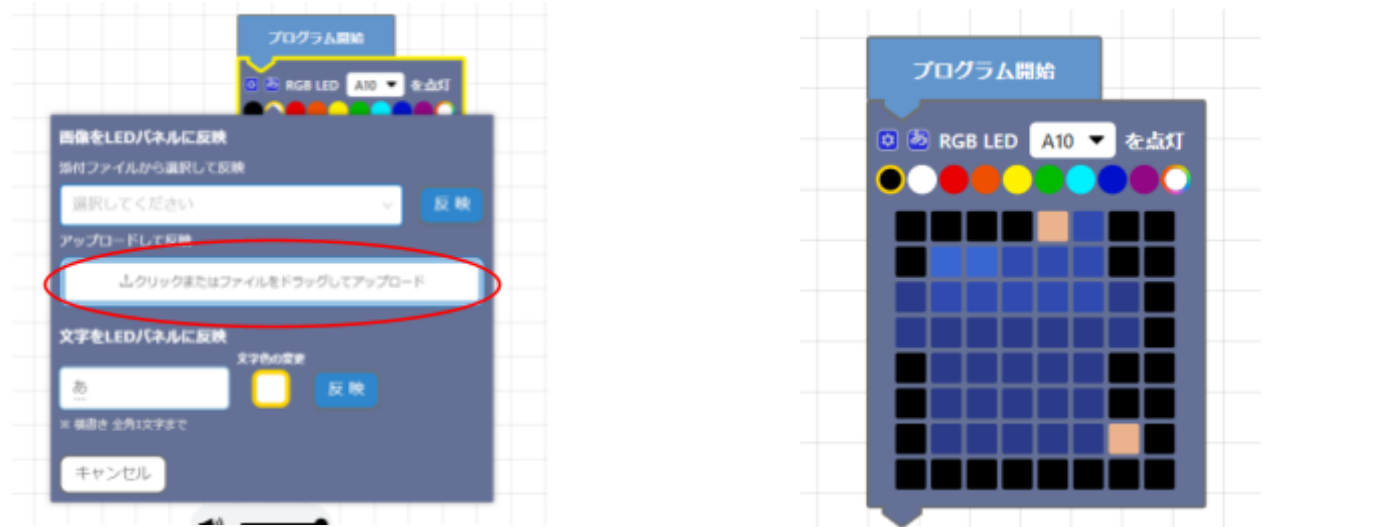 プログラム開始
あ RGB LED A10 を点灯
画像をLEDパネルに反映
添付ファイルから選択して反映
選択してください
反映
アップロードして反映
クリックまたはファイルをドラッグしてアップロード
文字をLEDパネルに反映
文字色の変更
あ
反映
※ 横書き 全角1文字まで
キャンセル
プログラム開始
あ RGB LED A10 を点灯